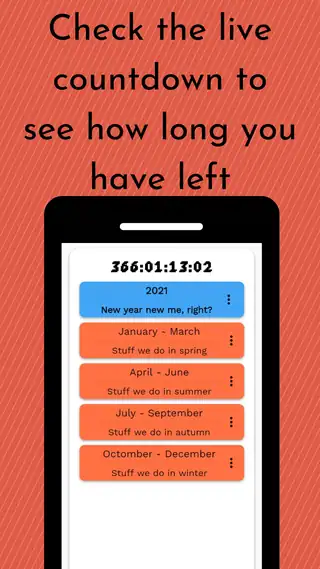 Check the live
countdown to
see how long you
have left
366:01:13:02
2021
New year new me, right?
January - March
Stuff we do in spring
April - June
Stuff we do in summer
July - September
Stuff we do in autumn
Octomber - December
Stuff we do in winter